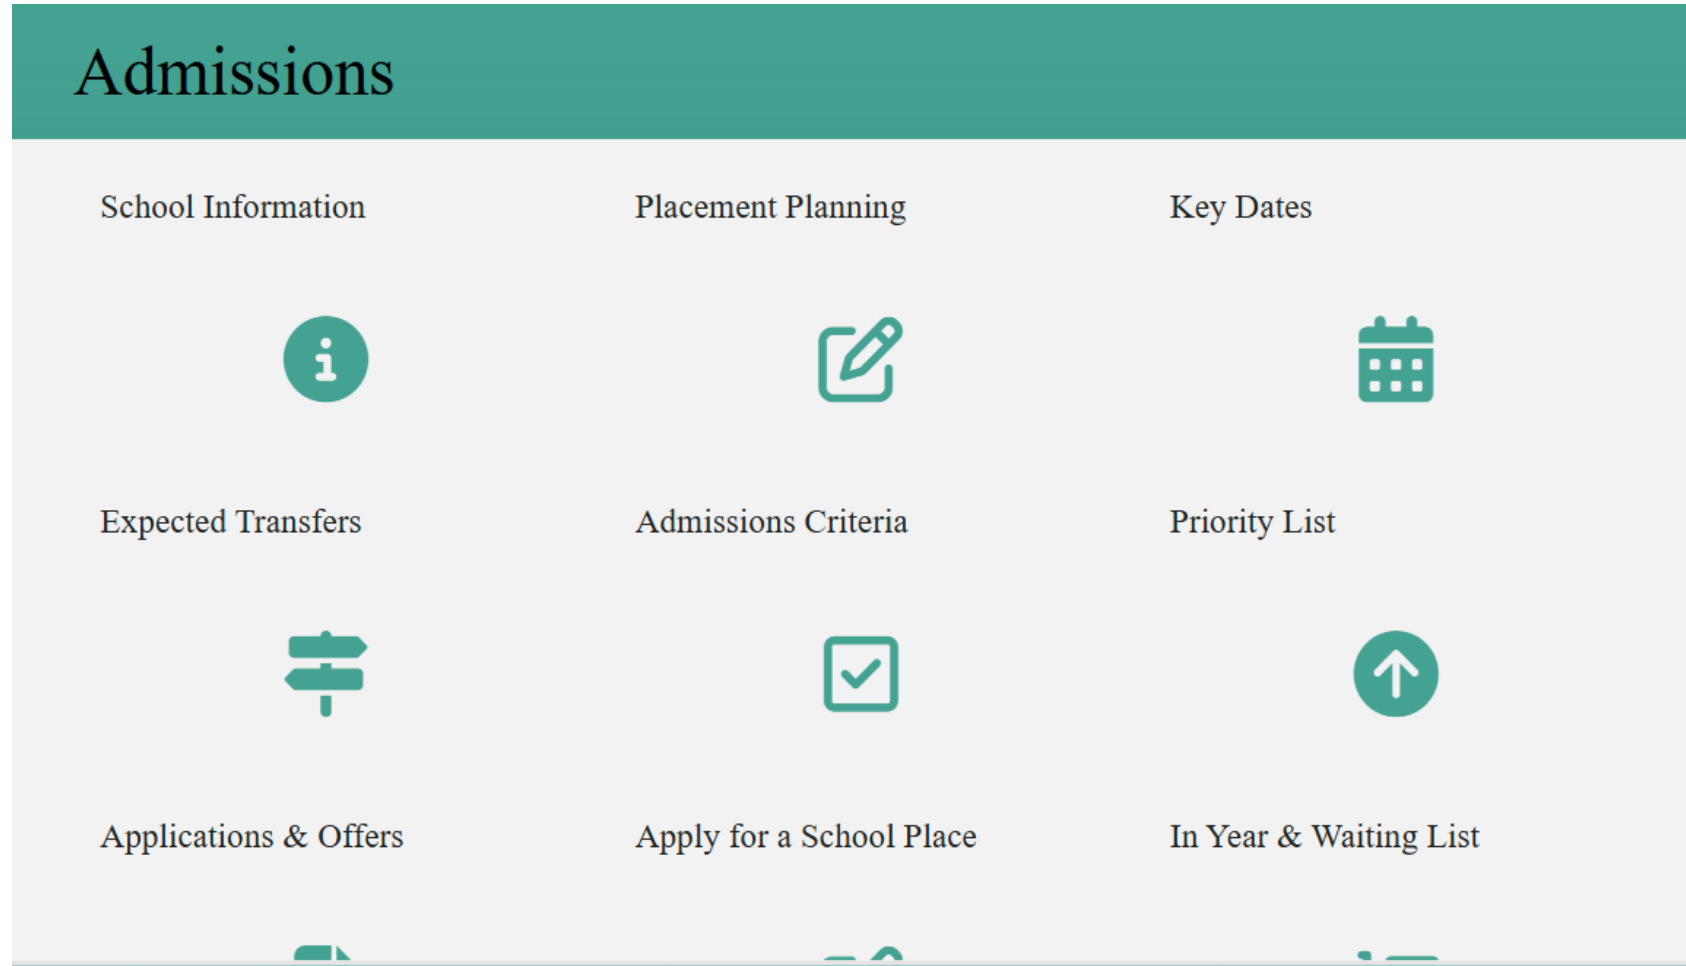 Admissions
School Information
Placement Planning
Key Dates
Expected Transfers
Admissions Criteria
Priority List
Applications & Offers
Apply for a School Place
In Year & Waiting List